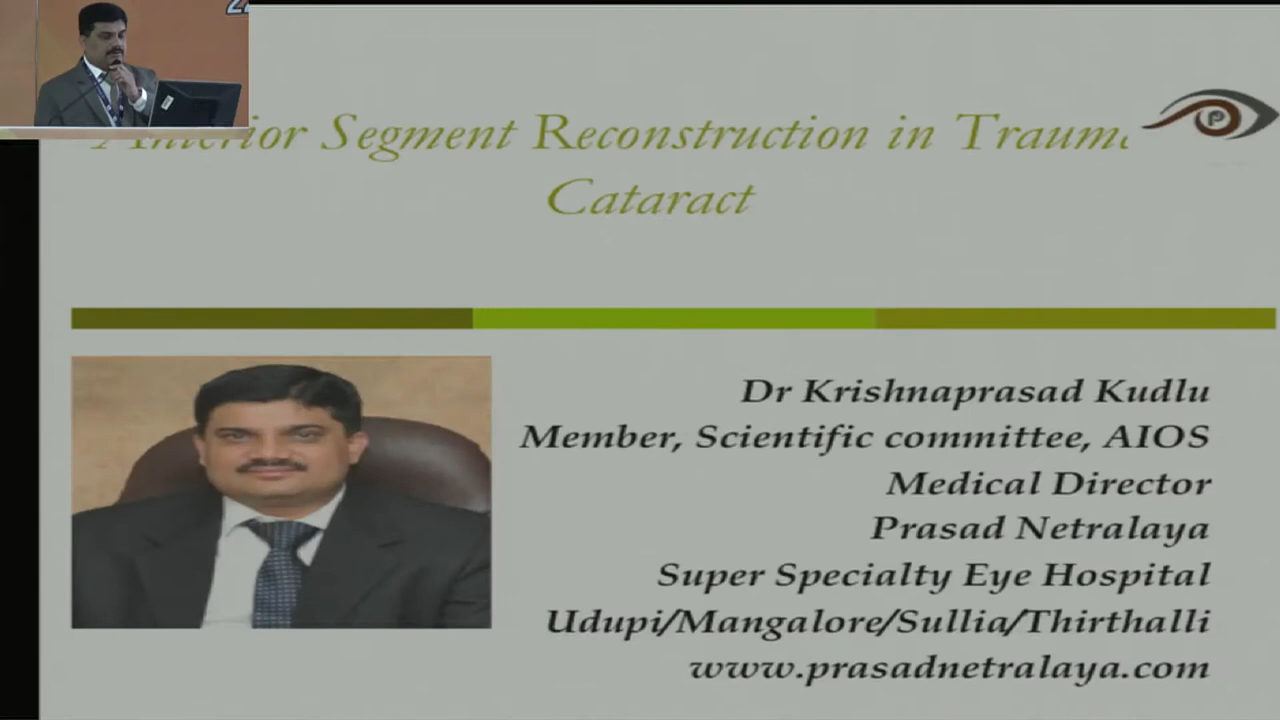 Anterior Segment Reconstruction in
Cataract
Dr Krishnaprasad Kudlu
Member, Scientific committee, AIOS
Medical Director
Prasad Netralaya
Super Specialty Eye Hospital
Udupi/Mangalore/Sullia/Thirthalli
www.prasadnetralaya.com